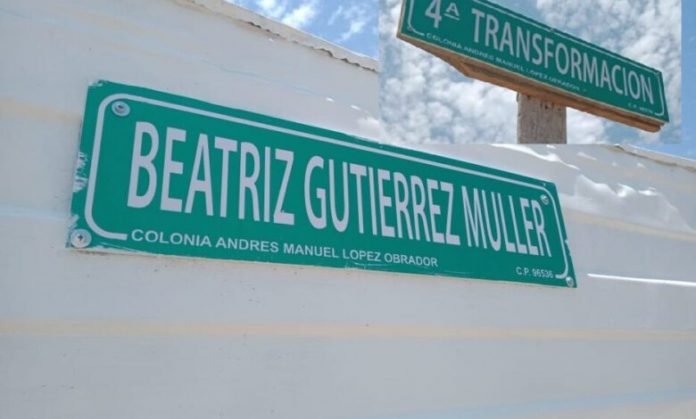 4ª TRANSFORMACION
COLONIA ANDRES MANUEL LOPEZ OBRADOR
C.P.
BEATRIZ GUTIERREZ MULLER
COLONIA ANDRES MANUEL LOPEZ OBRADOR
C.P. 96536